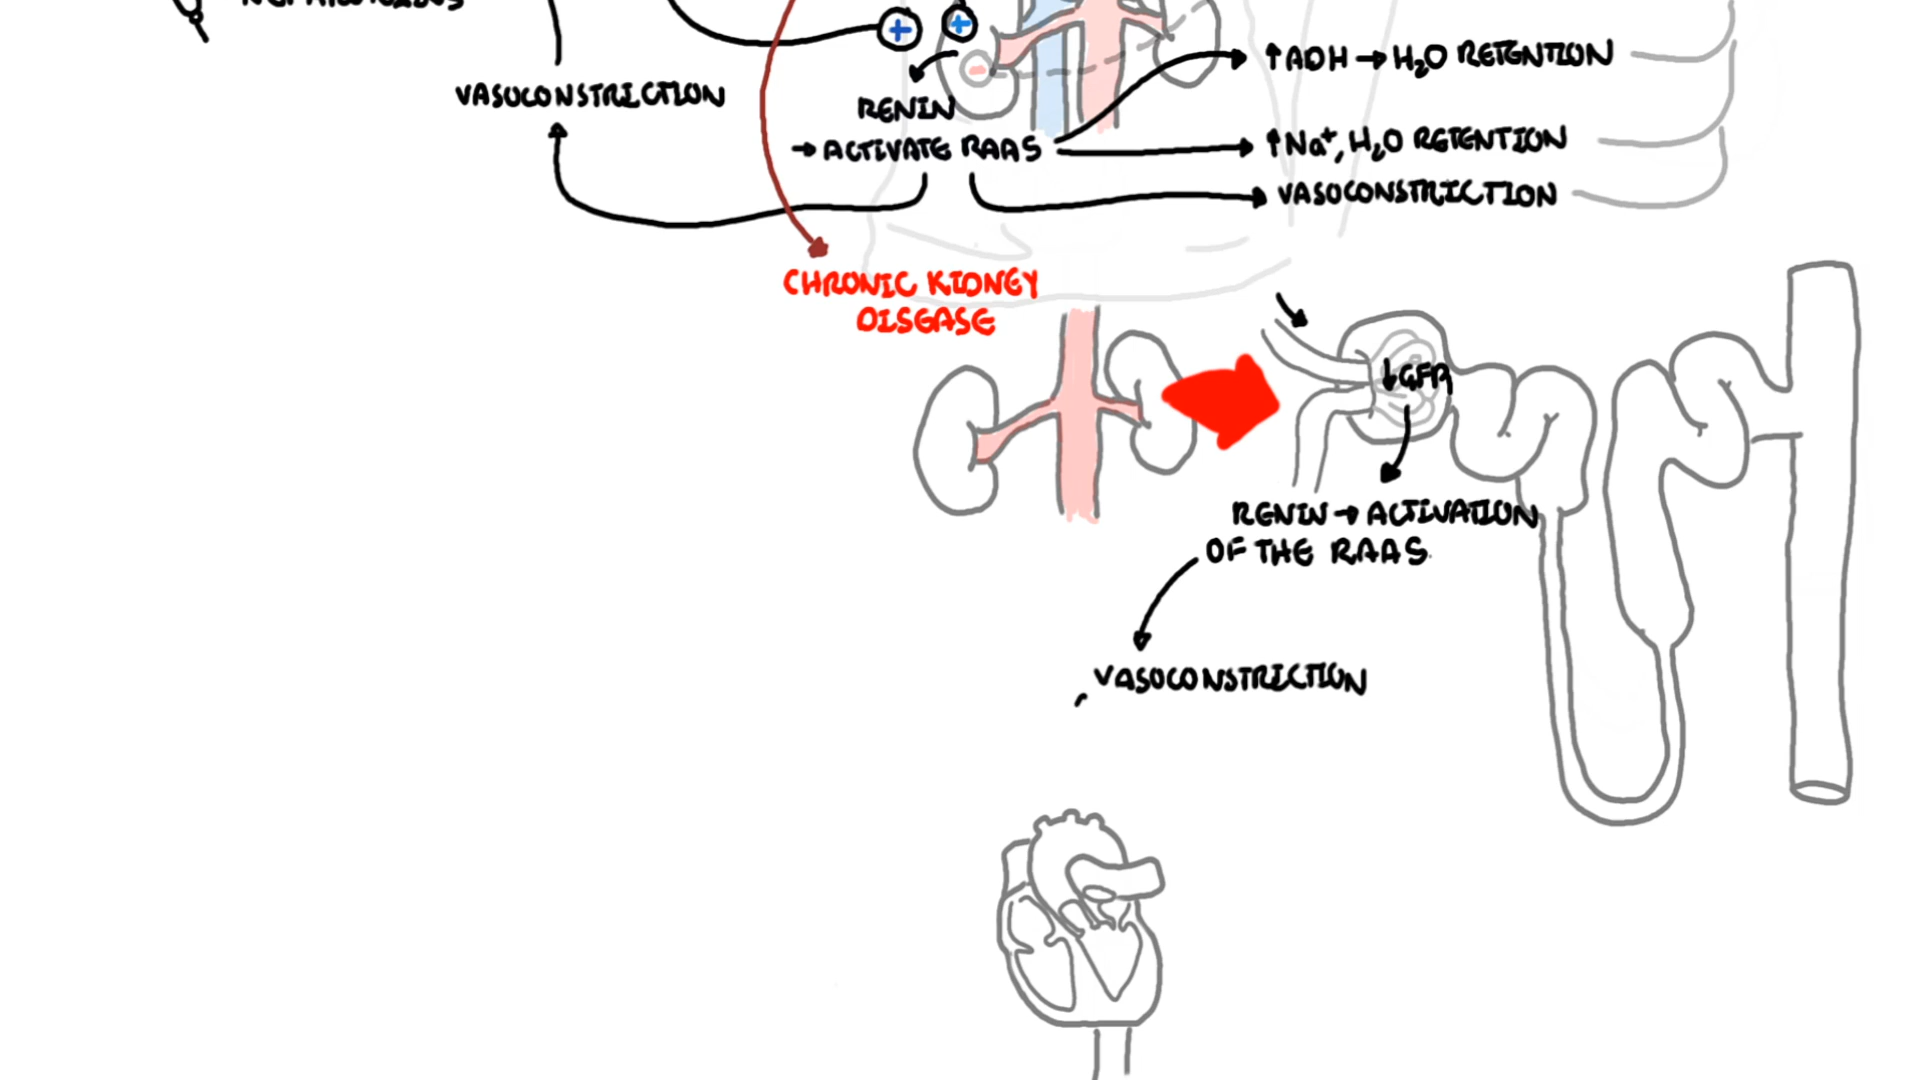 VASOCONSTRICTION
RENIN
→ ACTIVATE RAAS
↑ADH → H₂O RETENTION
↑Na⁺, H₂O RETENTION
VASOCONSTRICTION
CHRONIC KIDNEY
DISEASE
↓GFR
RENIN → ACTIVATION
OF THE RAAS
VASOCONSTRICTION